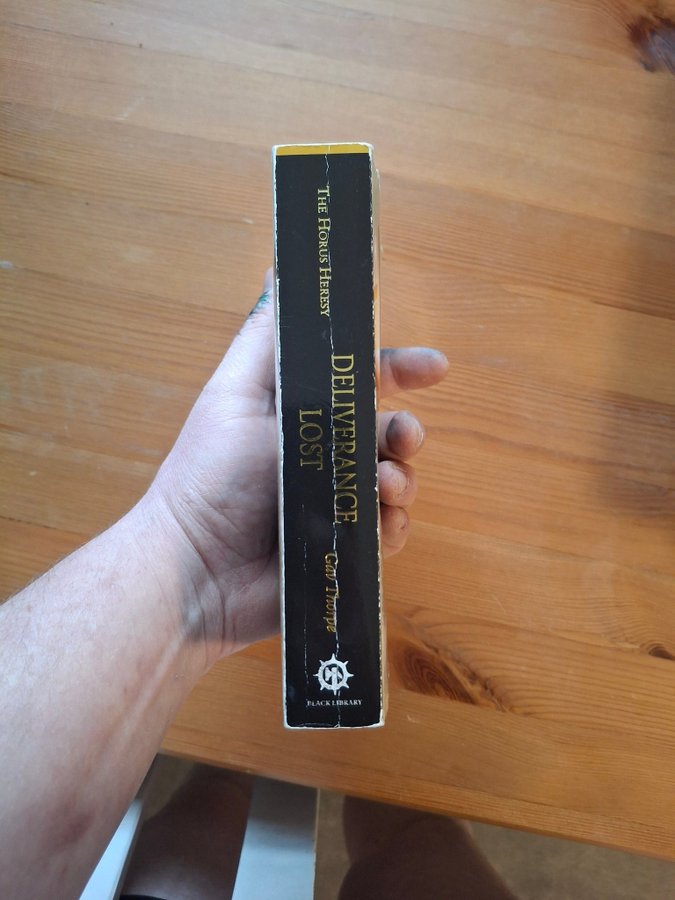 THE HORUS HERESY
DELIVERANCE
LOST
Gav Thorpe
BLACK LIBRARY